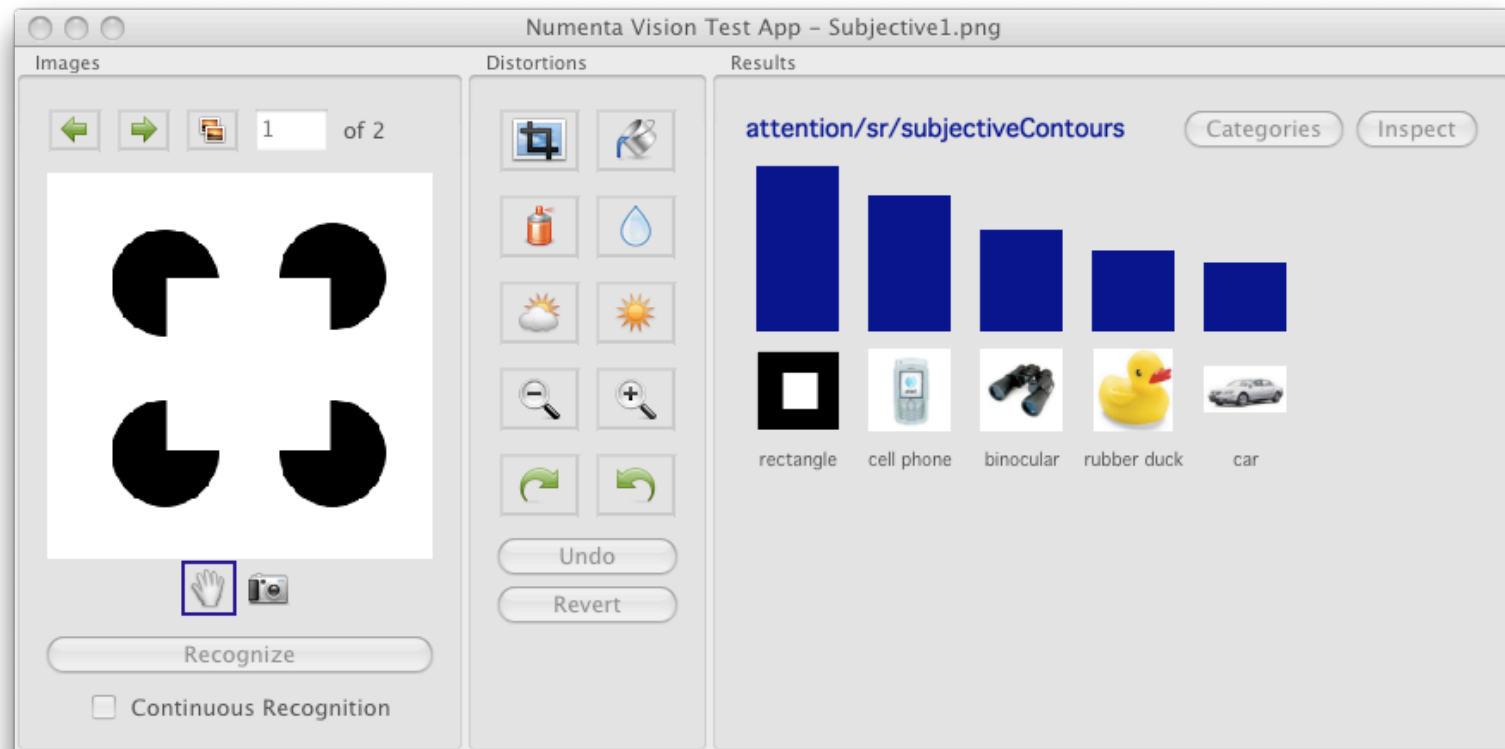 Numenta Vision Test App – Subjective1.png
Images
Distortions
Results
1 of 2
attention/sr/subjectiveContours
Categories
Inspect
rectangle
cell phone
binocular
rubber duck
car
Undo
Revert
Recognize
Continuous Recognition